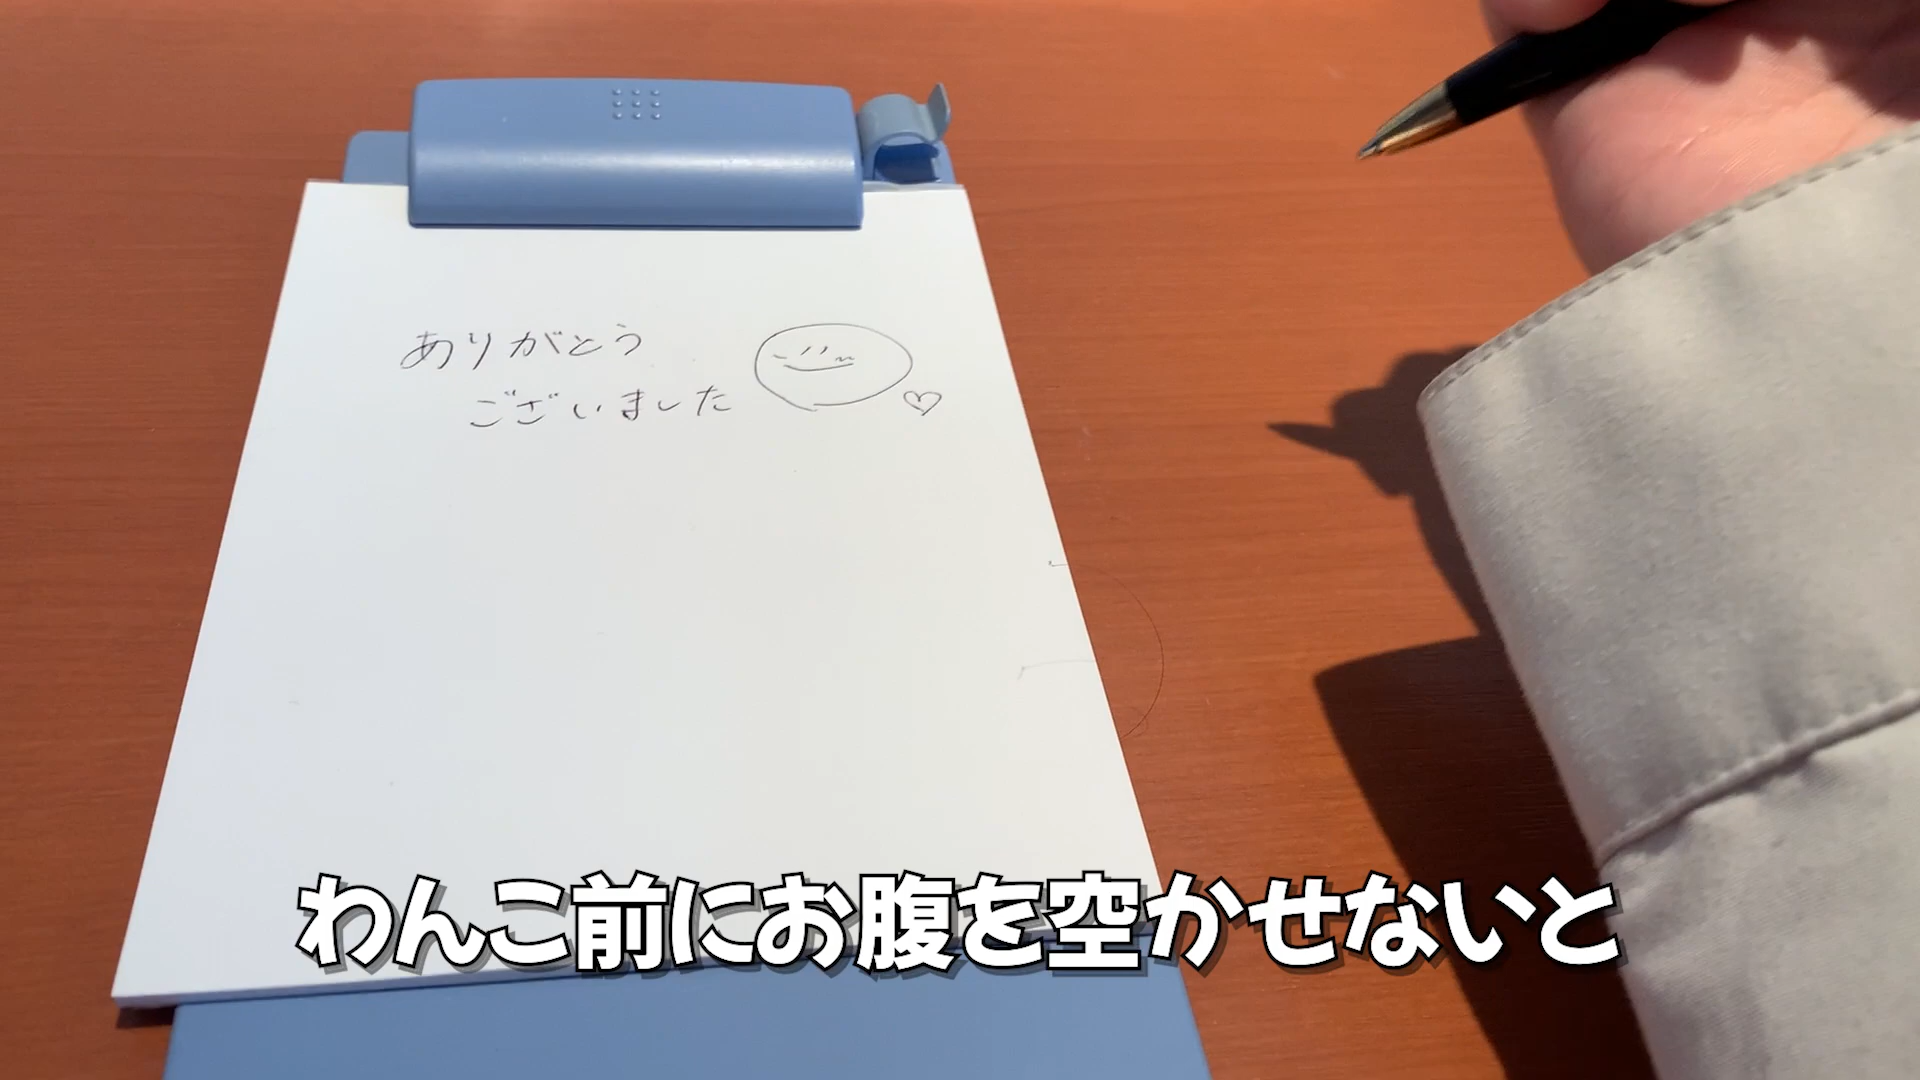 ありがとう
ございました
わんこ前にお腹を空かせないと